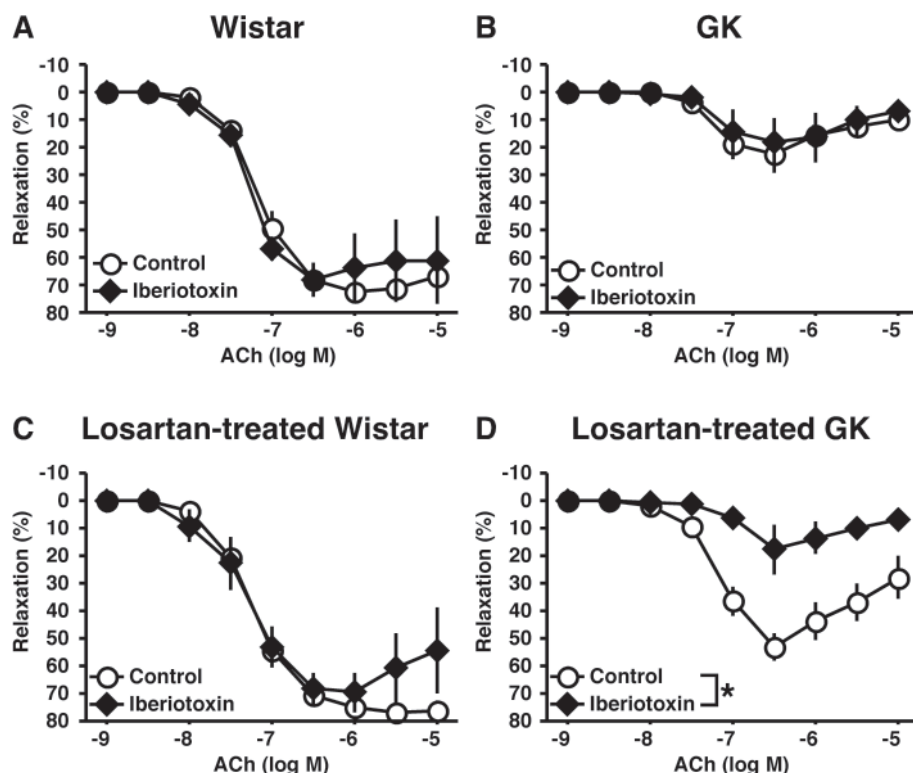 A Wistar
-10
0
10
20
30
40
50
60
70
80
Relaxation (%)
Control
Iberiotoxin
-9 -8 -7 -6 -5
ACh (log M)
B GK
-10
0
10
20
30
40
50
60
70
80
Relaxation (%)
Control
Iberiotoxin
-9 -8 -7 -6 -5
ACh (log M)
C Losartan-treated Wistar
-10
0
10
20
30
40
50
60
70
80
Relaxation (%)
Control
Iberiotoxin
-9 -8 -7 -6 -5
ACh (log M)
D Losartan-treated GK
-10
0
10
20
30
40
50
60
70
80
Relaxation (%)
Control
Iberiotoxin
*
-9 -8 -7 -6 -5
ACh (log M)